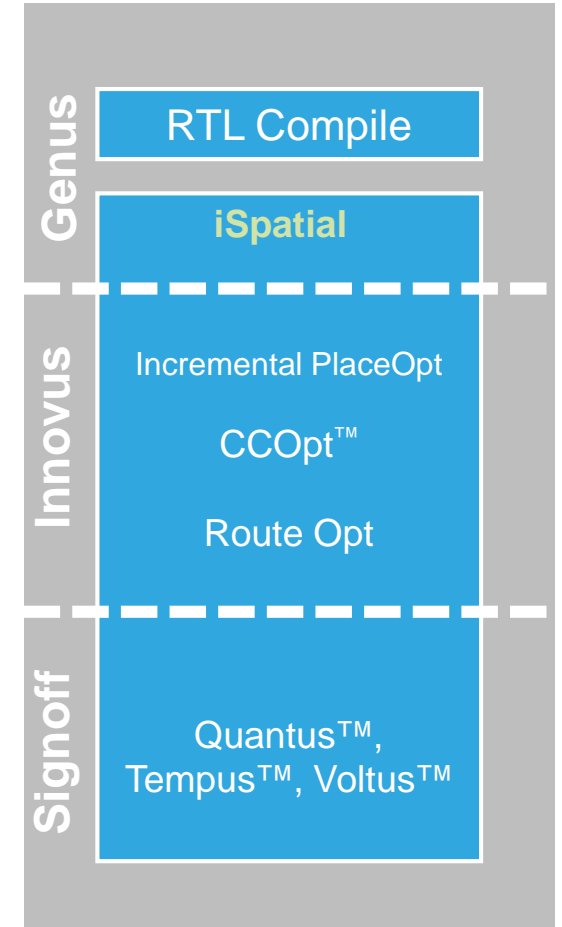 Genus
RTL Compile
iSpatial
Innovus
Incremental PlaceOpt
CCOpt™
Route Opt
Signoff
Quantus™,
Tempus™, Voltus™